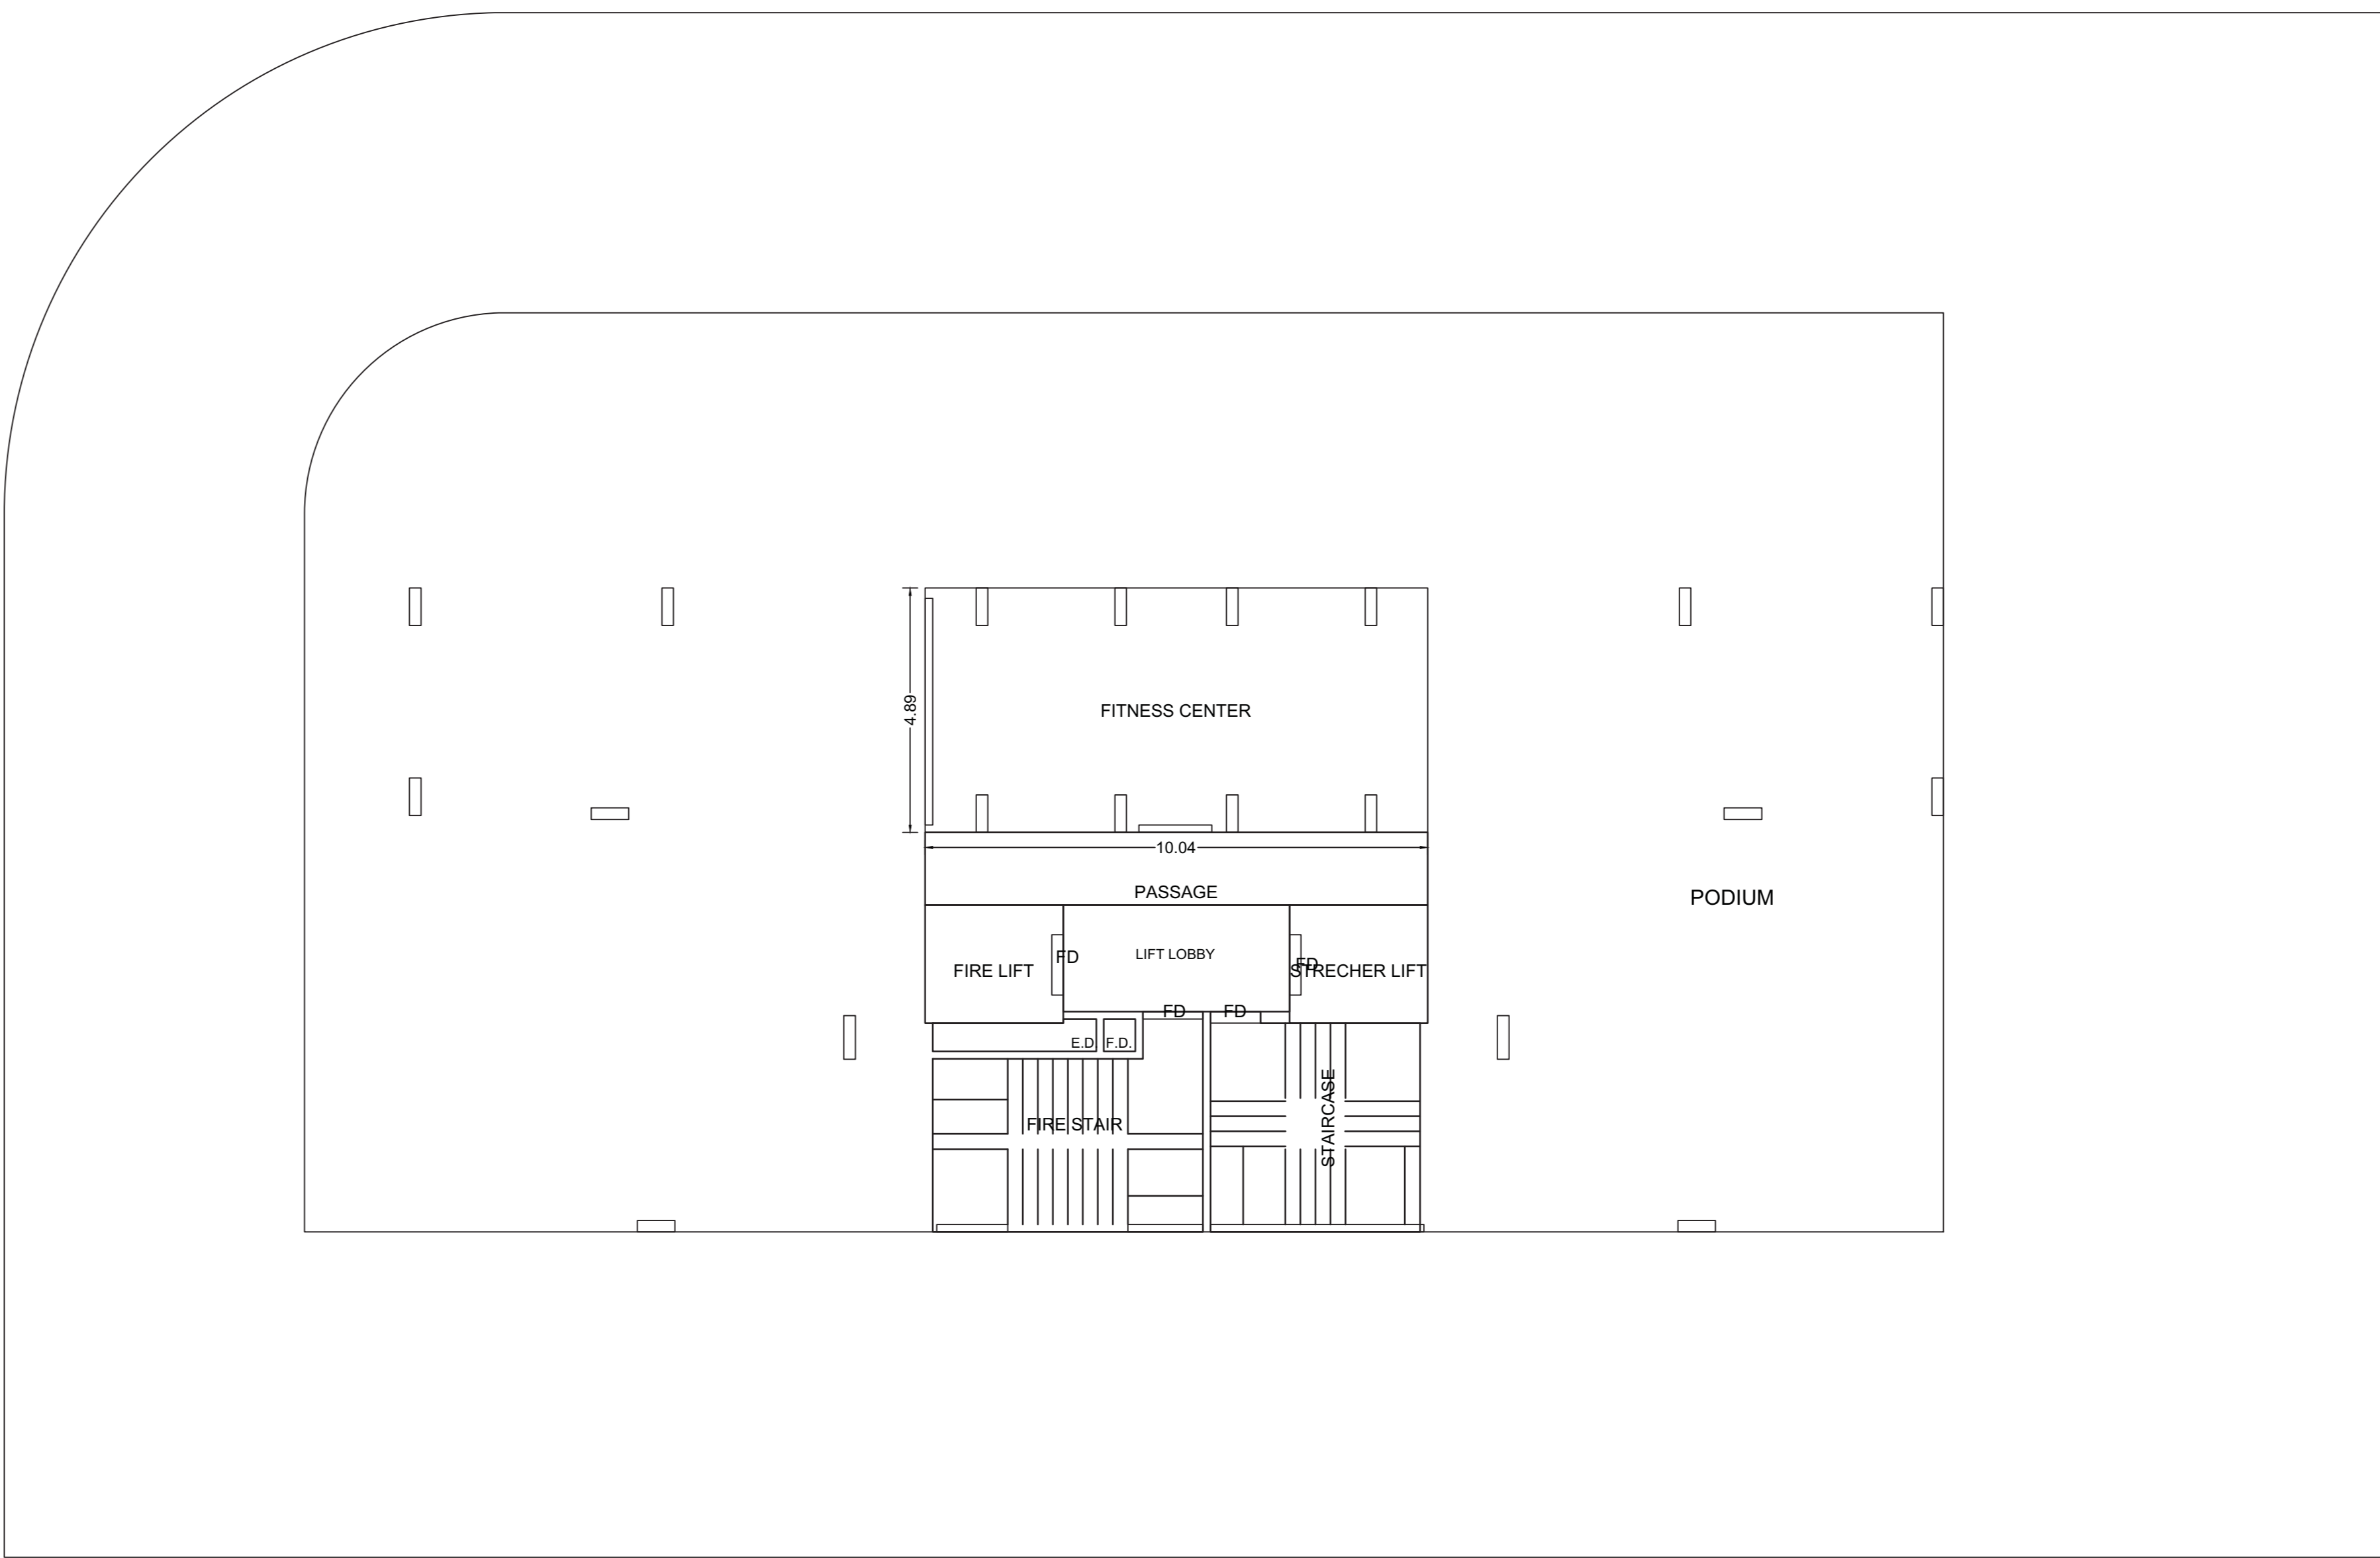 4.89
FITNESS CENTER
10.04
PASSAGE
PODIUM
LIFT LOBBY
FD
FD
FIRE LIFT
STRECHER LIFT
FD
FD
E.D
F.D.
FIRE STAIR
STAIRCASE